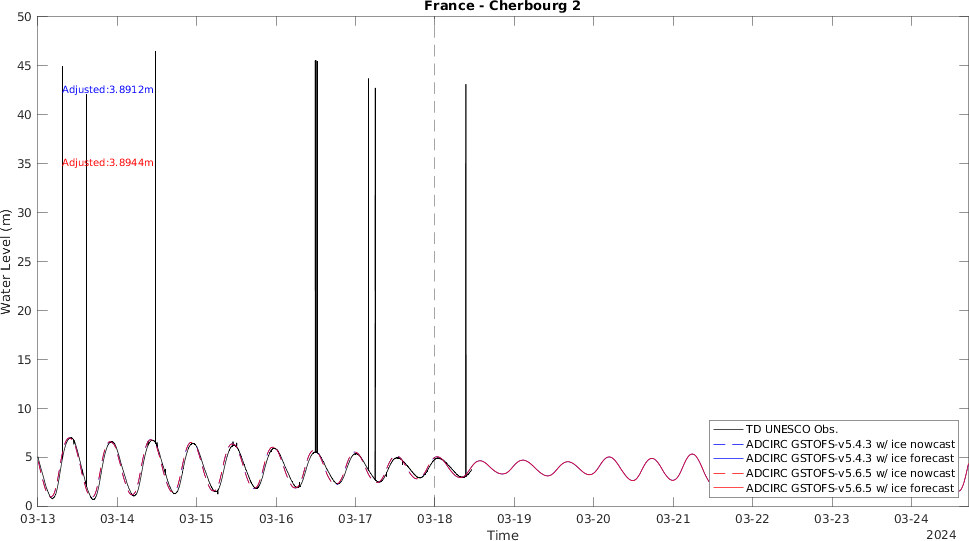 France - Cherbourg 2
50
45
40
35
30
25
20
15
10
5
0
Water Level (m)
Adjusted:3.8912m
Adjusted:3.8944m
TD UNESCO Obs.
ADCIRC GSTOFS-v5.4.3 w/ ice nowcast
ADCIRC GSTOFS-v5.4.3 w/ ice forecast
ADCIRC GSTOFS-v5.6.5 w/ ice nowcast
ADCIRC GSTOFS-v5.6.5 w/ ice forecast
03-13 03-14 03-15 03-16 03-17 03-18 03-19 03-20 03-21 03-22 03-23 03-24
Time
2024